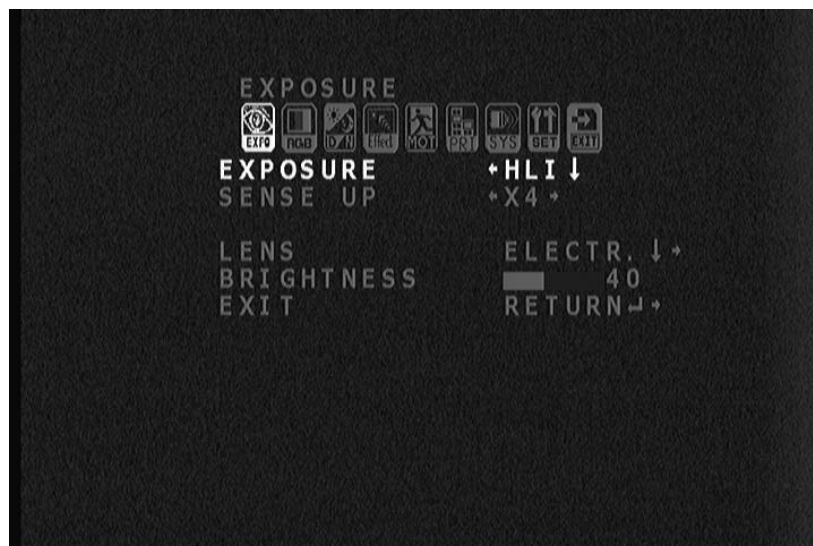 EXPOSURE
EXPO RGB D/N Effect MOT PRI SYS SET EXIT
EXPOSURE ←HLI↓
SENSE UP ←X4→
LENS ELECTR.↓→
BRIGHTNESS 40
EXIT RETURN↵→